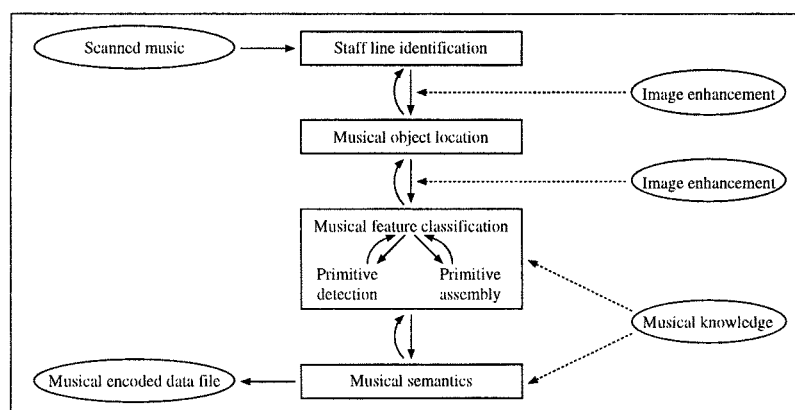 Scanned music
Staff line identification
Image enhancement
Musical object location
Image enhancement
Musical feature classification
Primitive
detection
Primitive
assembly
Musical knowledge
Musical encoded data file
Musical semantics